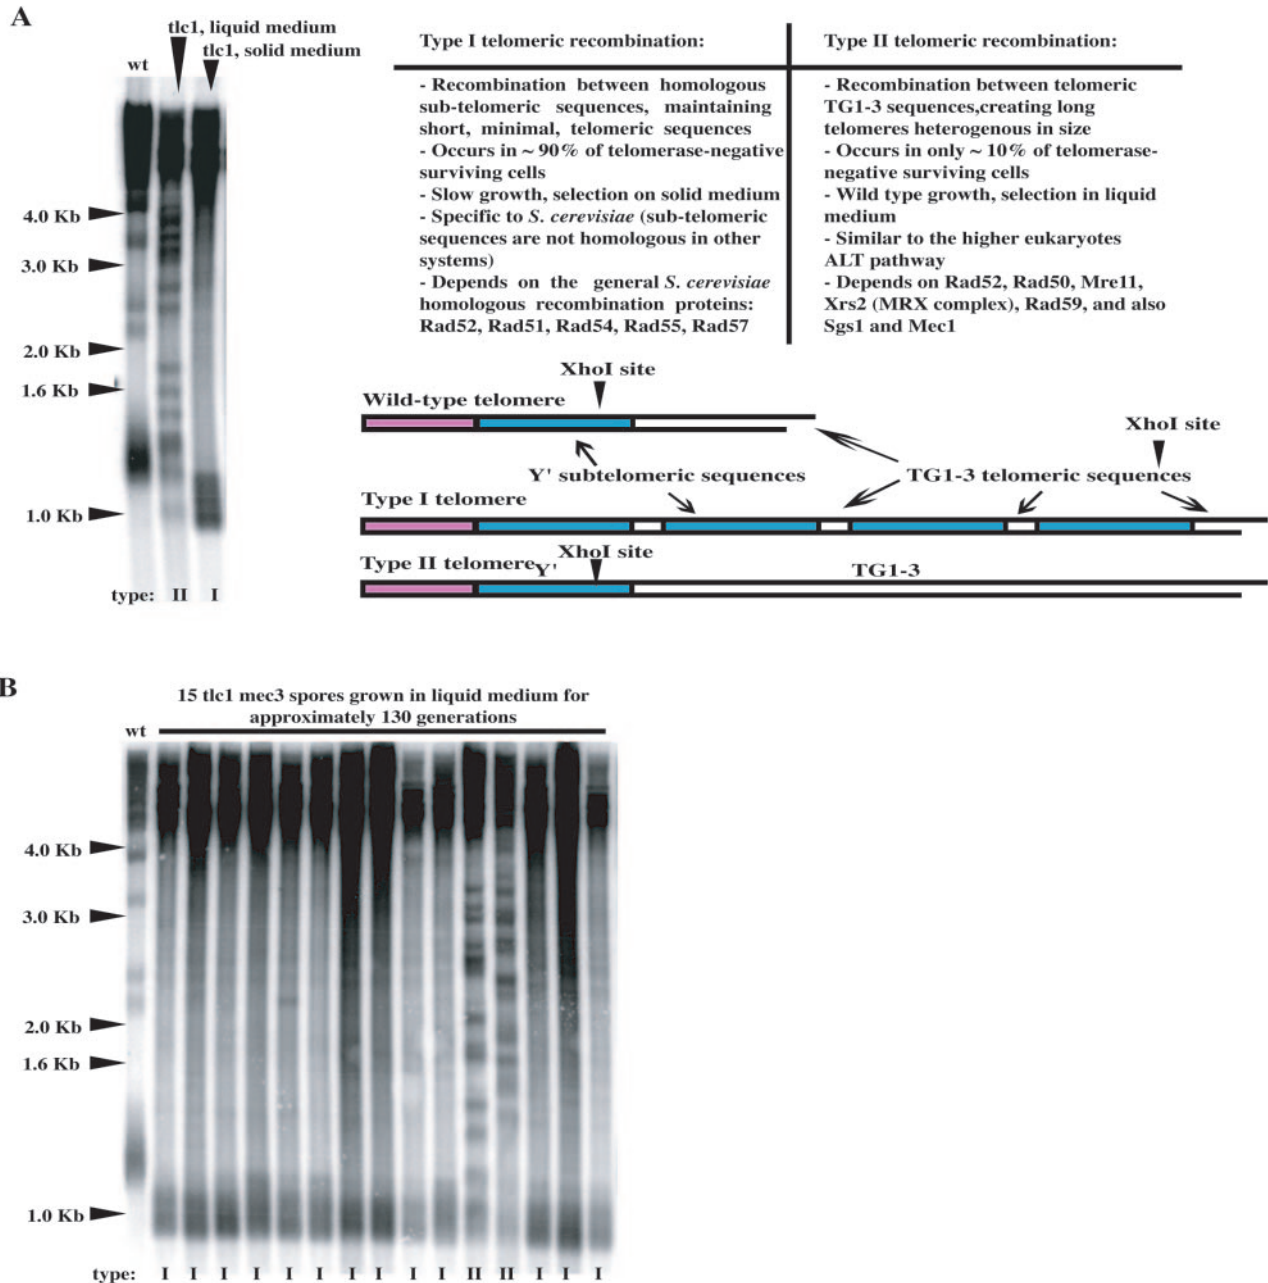 A
tlc1, liquid medium
tlc1, solid medium
wt
4.0 Kb
3.0 Kb
2.0 Kb
1.6 Kb
1.0 Kb
type: II I
Type I telomeric recombination:
- Recombination between homologous
sub-telomeric sequences, maintaining
short, minimal, telomeric sequences
- Occurs in ~ 90% of telomerase-negative
surviving cells
- Slow growth, selection on solid medium
- Specific to S. cerevisiae (sub-telomeric
sequences are not homologous in other
systems)
- Depends on the general S. cerevisiae
homologous recombination proteins:
Rad52, Rad51, Rad54, Rad55, Rad57
Type II telomeric recombination:
- Recombination between telomeric
TG1-3 sequences,creating long
telomeres heterogenous in size
- Occurs in only ~ 10% of telomerase-
negative surviving cells
- Wild type growth, selection in liquid
medium
- Similar to the higher eukaryotes
ALT pathway
- Depends on Rad52, Rad50, Mre11,
Xrs2 (MRX complex), Rad59, and also
Sgs1 and Mec1
XhoI site
Wild-type telomere
XhoI site
Y' subtelomeric sequences
TG1-3 telomeric sequences
Type I telomere
XhoI site
Type II telomere
Y'
TG1-3
B
15 tlc1 mec3 spores grown in liquid medium for
approximately 130 generations
wt
4.0 Kb
3.0 Kb
2.0 Kb
1.6 Kb
1.0 Kb
type: I I I I I I I I I I II II I I I